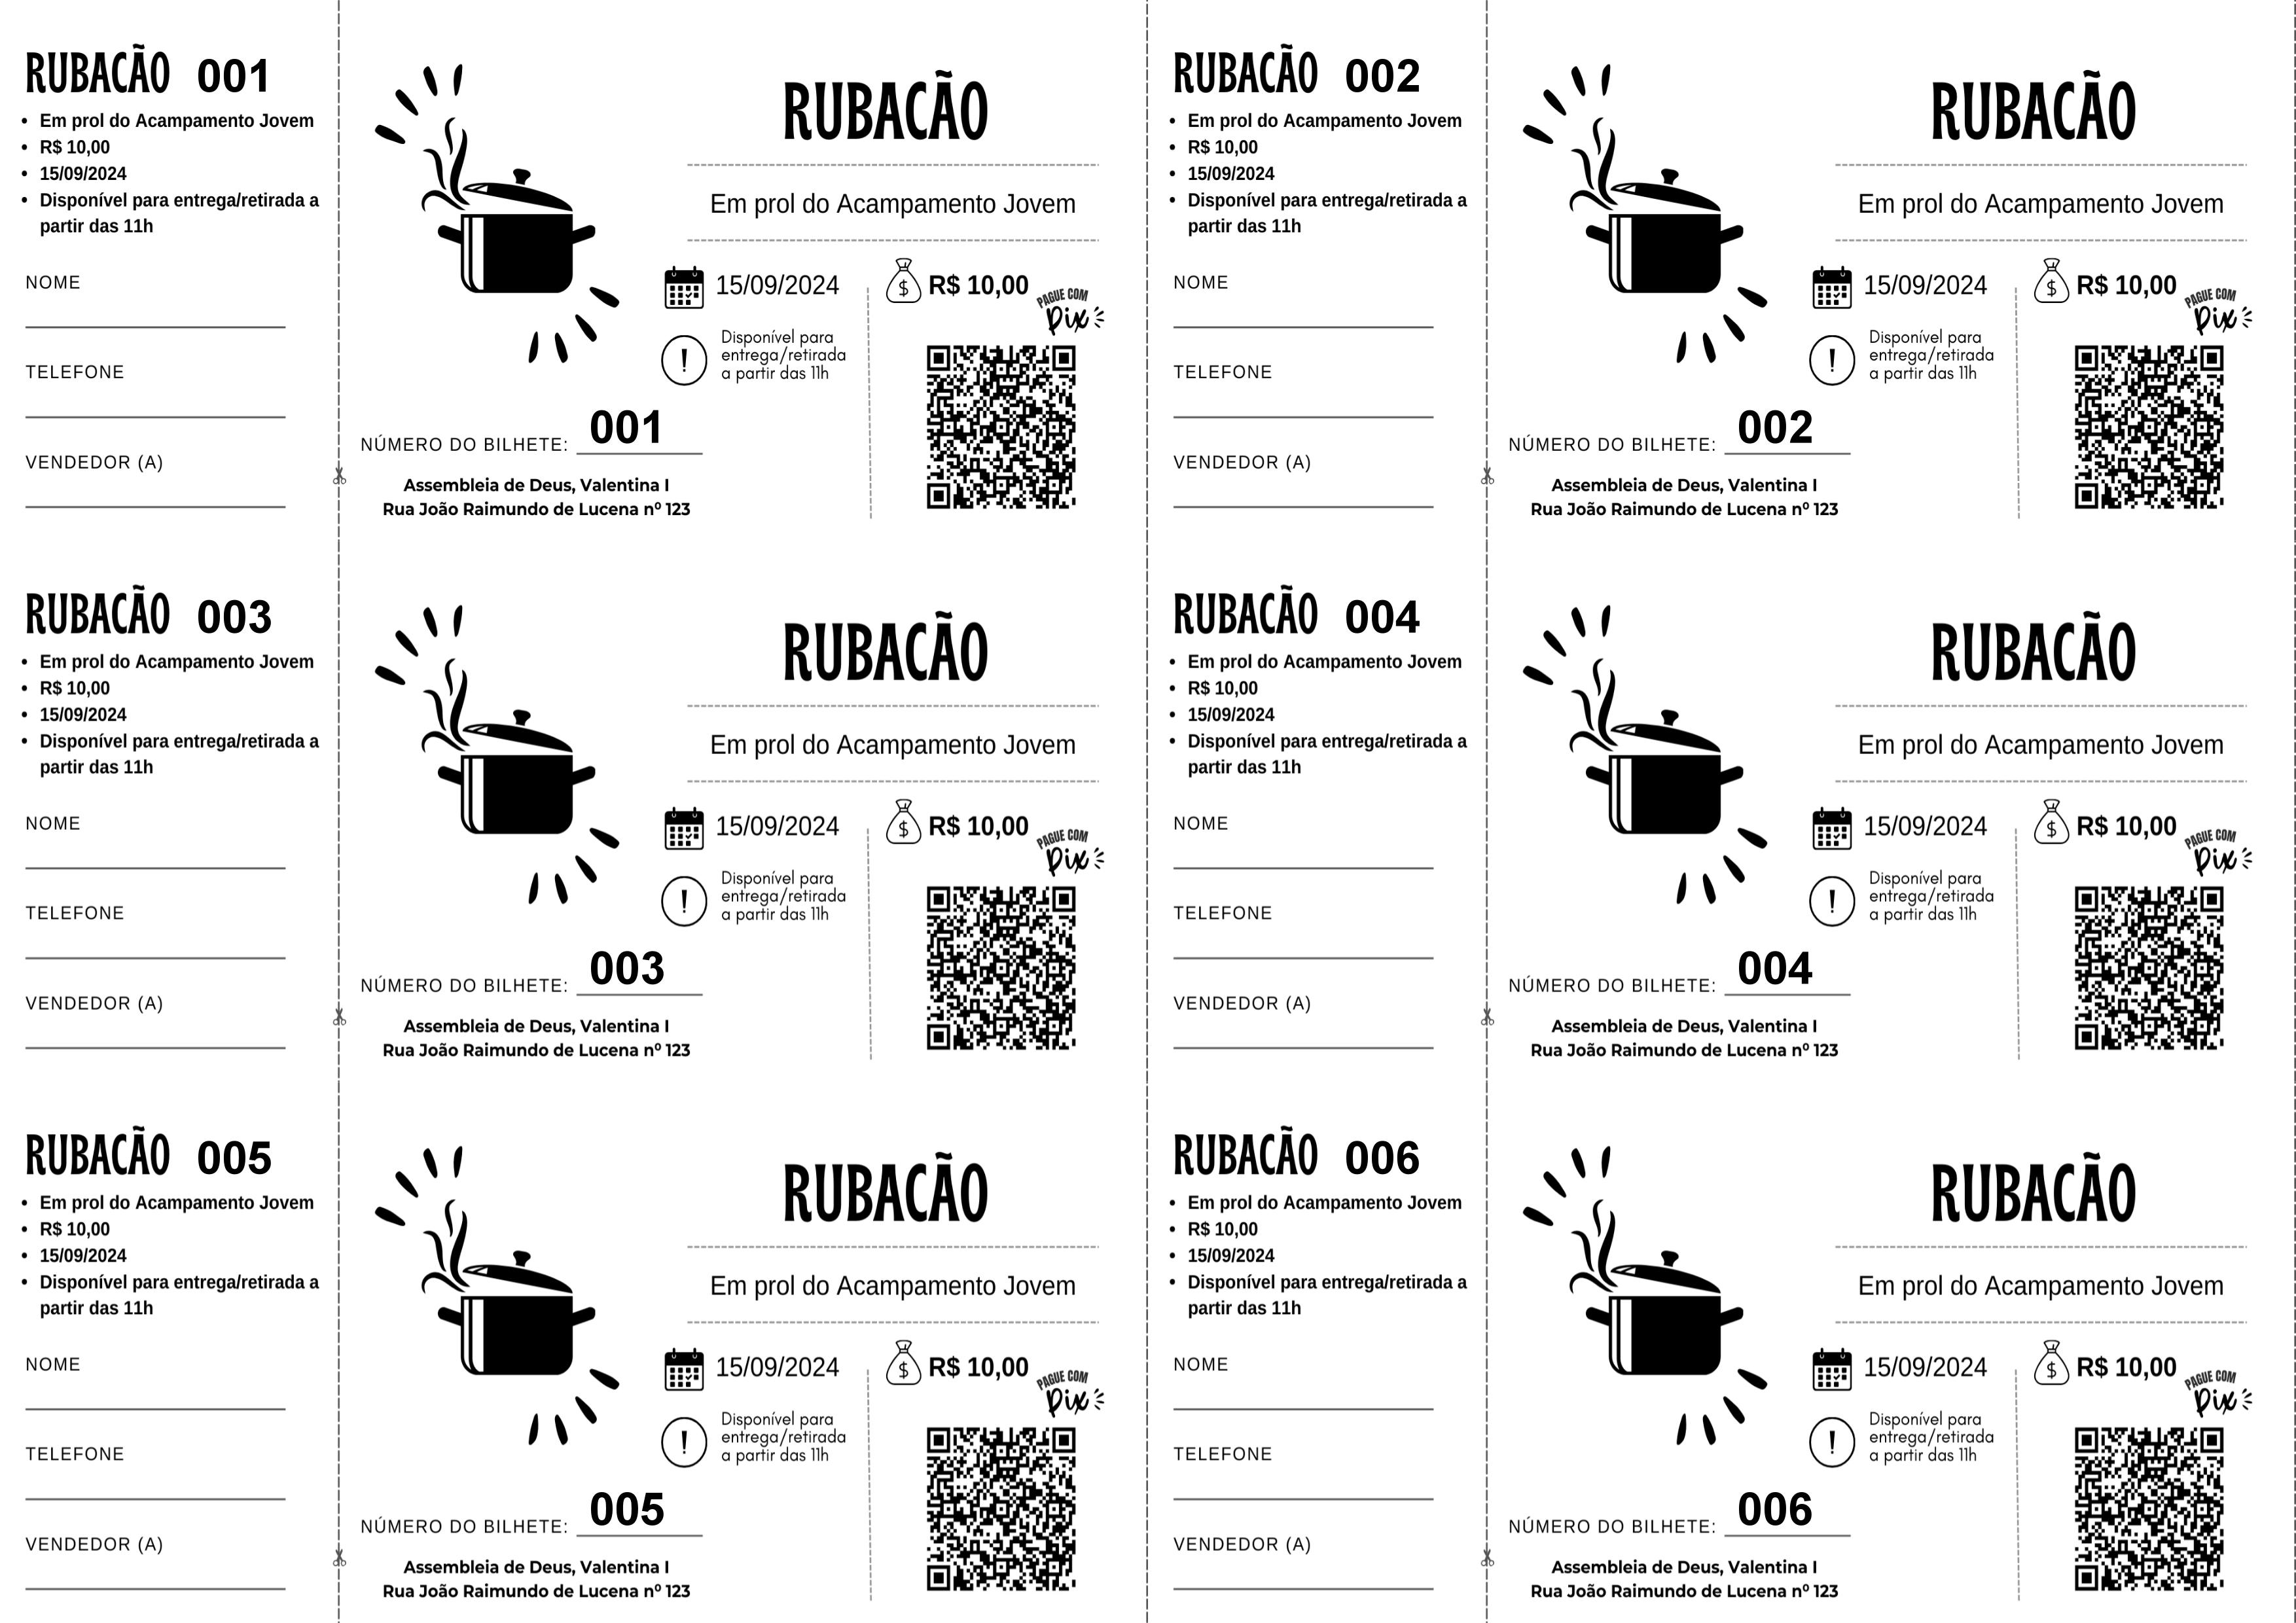 RUBACÃO 001
• Em prol do Acampamento Jovem
• R$ 10,00
• 15/09/2024
• Disponível para entrega/retirada a
partir das 11h
NOME
TELEFONE
VENDEDOR (A)
RUBACÃO
Em prol do Acampamento Jovem
15/09/2024
R$ 10,00
PAGUE COM
Pix
Disponível para
entrega/retirada
a partir das 11h
NÚMERO DO BILHETE: 001
Assembleia de Deus, Valentina I
Rua João Raimundo de Lucena nº 123
RUBACÃO 002
• Em prol do Acampamento Jovem
• R$ 10,00
• 15/09/2024
• Disponível para entrega/retirada a
partir das 11h
NOME
TELEFONE
VENDEDOR (A)
RUBACÃO
Em prol do Acampamento Jovem
15/09/2024
R$ 10,00
PAGUE COM
Pix
Disponível para
entrega/retirada
a partir das 11h
NÚMERO DO BILHETE: 002
Assembleia de Deus, Valentina I
Rua João Raimundo de Lucena nº 123
RUBACÃO 003
• Em prol do Acampamento Jovem
• R$ 10,00
• 15/09/2024
• Disponível para entrega/retirada a
partir das 11h
NOME
TELEFONE
VENDEDOR (A)
RUBACÃO
Em prol do Acampamento Jovem
15/09/2024
R$ 10,00
PAGUE COM
Pix
Disponível para
entrega/retirada
a partir das 11h
NÚMERO DO BILHETE: 003
Assembleia de Deus, Valentina I
Rua João Raimundo de Lucena nº 123
RUBACÃO 004
• Em prol do Acampamento Jovem
• R$ 10,00
• 15/09/2024
• Disponível para entrega/retirada a
partir das 11h
NOME
TELEFONE
VENDEDOR (A)
RUBACÃO
Em prol do Acampamento Jovem
15/09/2024
R$ 10,00
PAGUE COM
Pix
Disponível para
entrega/retirada
a partir das 11h
NÚMERO DO BILHETE: 004
Assembleia de Deus, Valentina I
Rua João Raimundo de Lucena nº 123
RUBACÃO 005
• Em prol do Acampamento Jovem
• R$ 10,00
• 15/09/2024
• Disponível para entrega/retirada a
partir das 11h
NOME
TELEFONE
VENDEDOR (A)
RUBACÃO
Em prol do Acampamento Jovem
15/09/2024
R$ 10,00
PAGUE COM
Pix
Disponível para
entrega/retirada
a partir das 11h
NÚMERO DO BILHETE: 005
Assembleia de Deus, Valentina I
Rua João Raimundo de Lucena nº 123
RUBACÃO 006
• Em prol do Acampamento Jovem
• R$ 10,00
• 15/09/2024
• Disponível para entrega/retirada a
partir das 11h
NOME
TELEFONE
VENDEDOR (A)
RUBACÃO
Em prol do Acampamento Jovem
15/09/2024
R$ 10,00
PAGUE COM
Pix
Disponível para
entrega/retirada
a partir das 11h
NÚMERO DO BILHETE: 006
Assembleia de Deus, Valentina I
Rua João Raimundo de Lucena nº 123